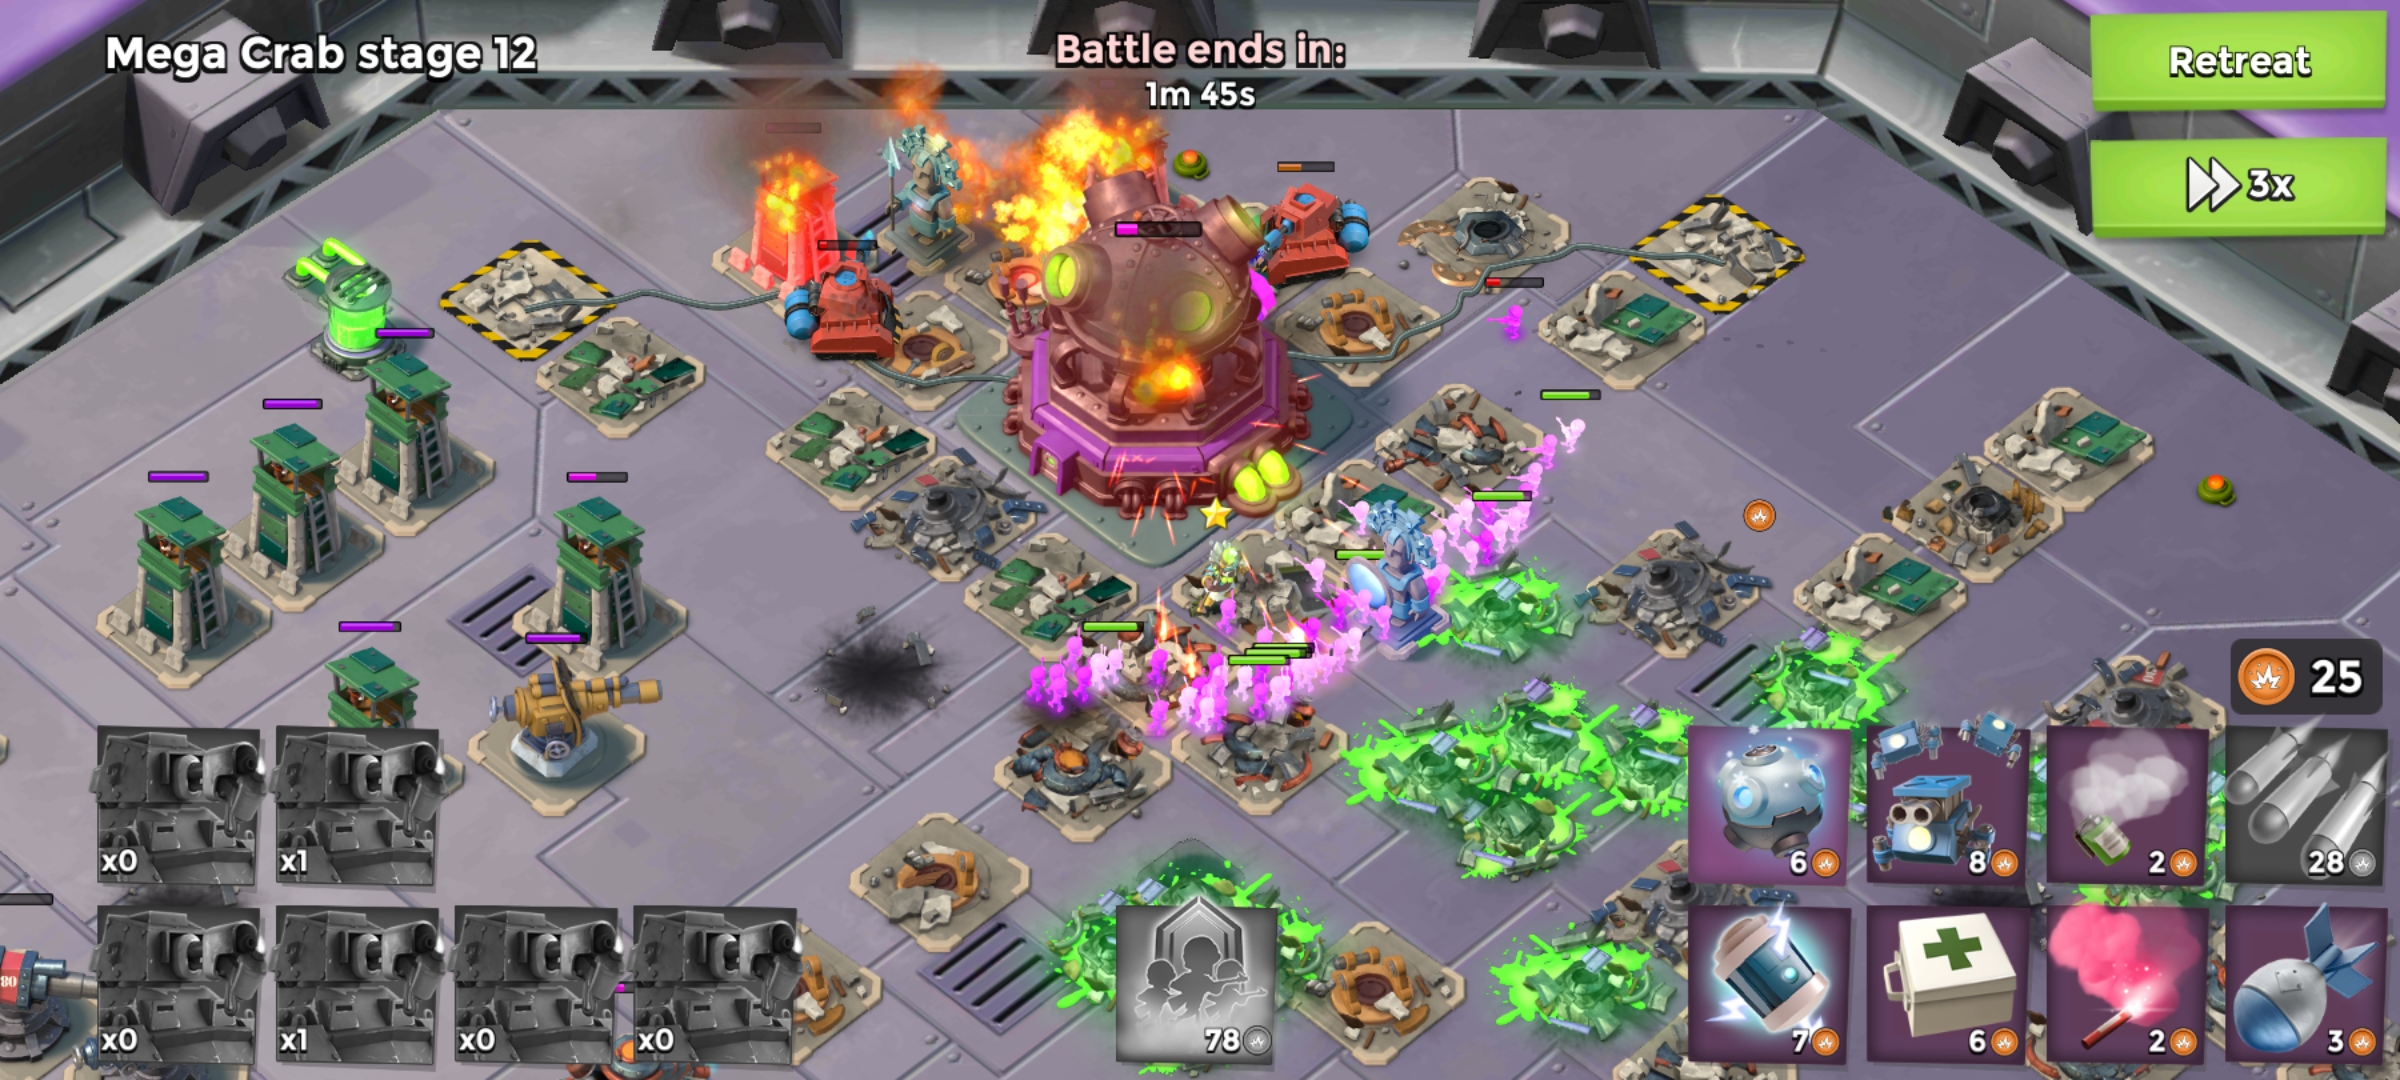 Mega Crab stage 12
Battle ends in:
1m 45s
Retreat
3x
25
x0
x1
6
8
2
28
80
x0
x1
x0
x0
78
7
6
2
3